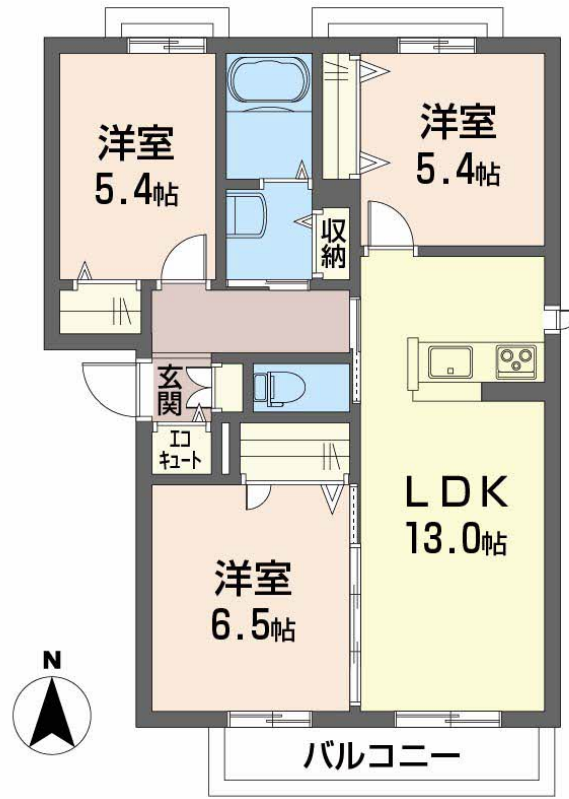 洋室
5.4帖
洋室
5.4帖
収納
玄関
エコ
キュート
LDK
13.0帖
洋室
6.5帖
N
バルコニー